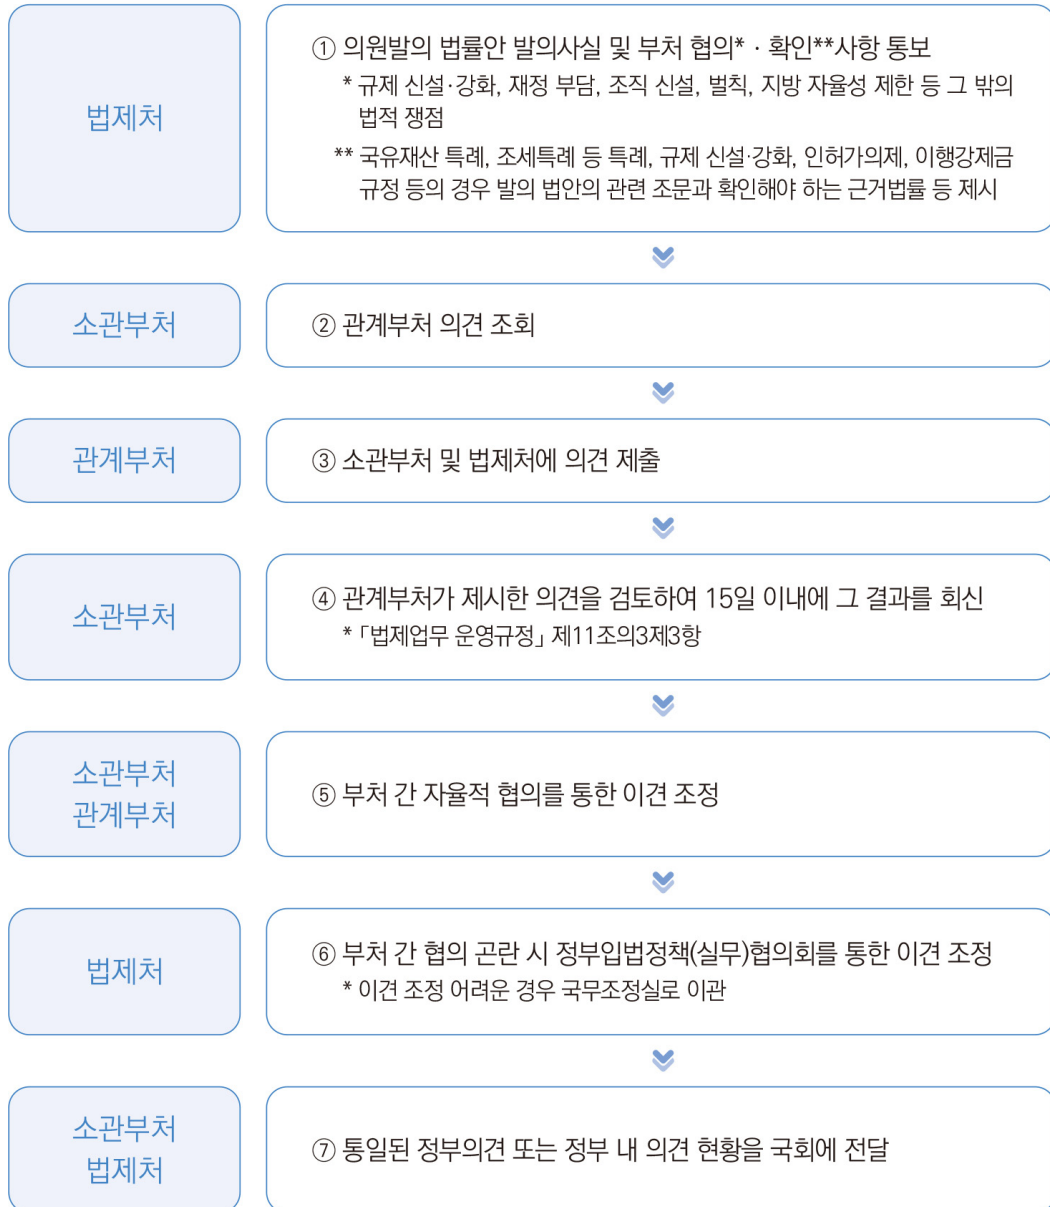 법제처
① 의원발의 법률안 발의사실 및 부처 협의* · 확인**사항 통보
* 규제 신설·강화, 재정 부담, 조직 신설, 벌칙, 지방 자율성 제한 등 그 밖의
법적 쟁점
** 국유재산 특례, 조세특례 등 특례, 규제 신설·강화, 인허가의제, 이행강제금
규정 등의 경우 발의 법안의 관련 조문과 확인해야 하는 근거법률 등 제시
소관부처
② 관계부처 의견 조회
관계부처
③ 소관부처 및 법제처에 의견 제출
소관부처
④ 관계부처가 제시한 의견을 검토하여 15일 이내에 그 결과를 회신
* 「법제업무 운영규정」 제11조의3제3항
소관부처
관계부처
⑤ 부처 간 자율적 협의를 통한 이견 조정
법제처
⑥ 부처 간 협의 곤란 시 정부입법정책(실무)협의회를 통한 이견 조정
* 이견 조정 어려운 경우 국무조정실로 이관
소관부처
법제처
⑦ 통일된 정부의견 또는 정부 내 의견 현황을 국회에 전달